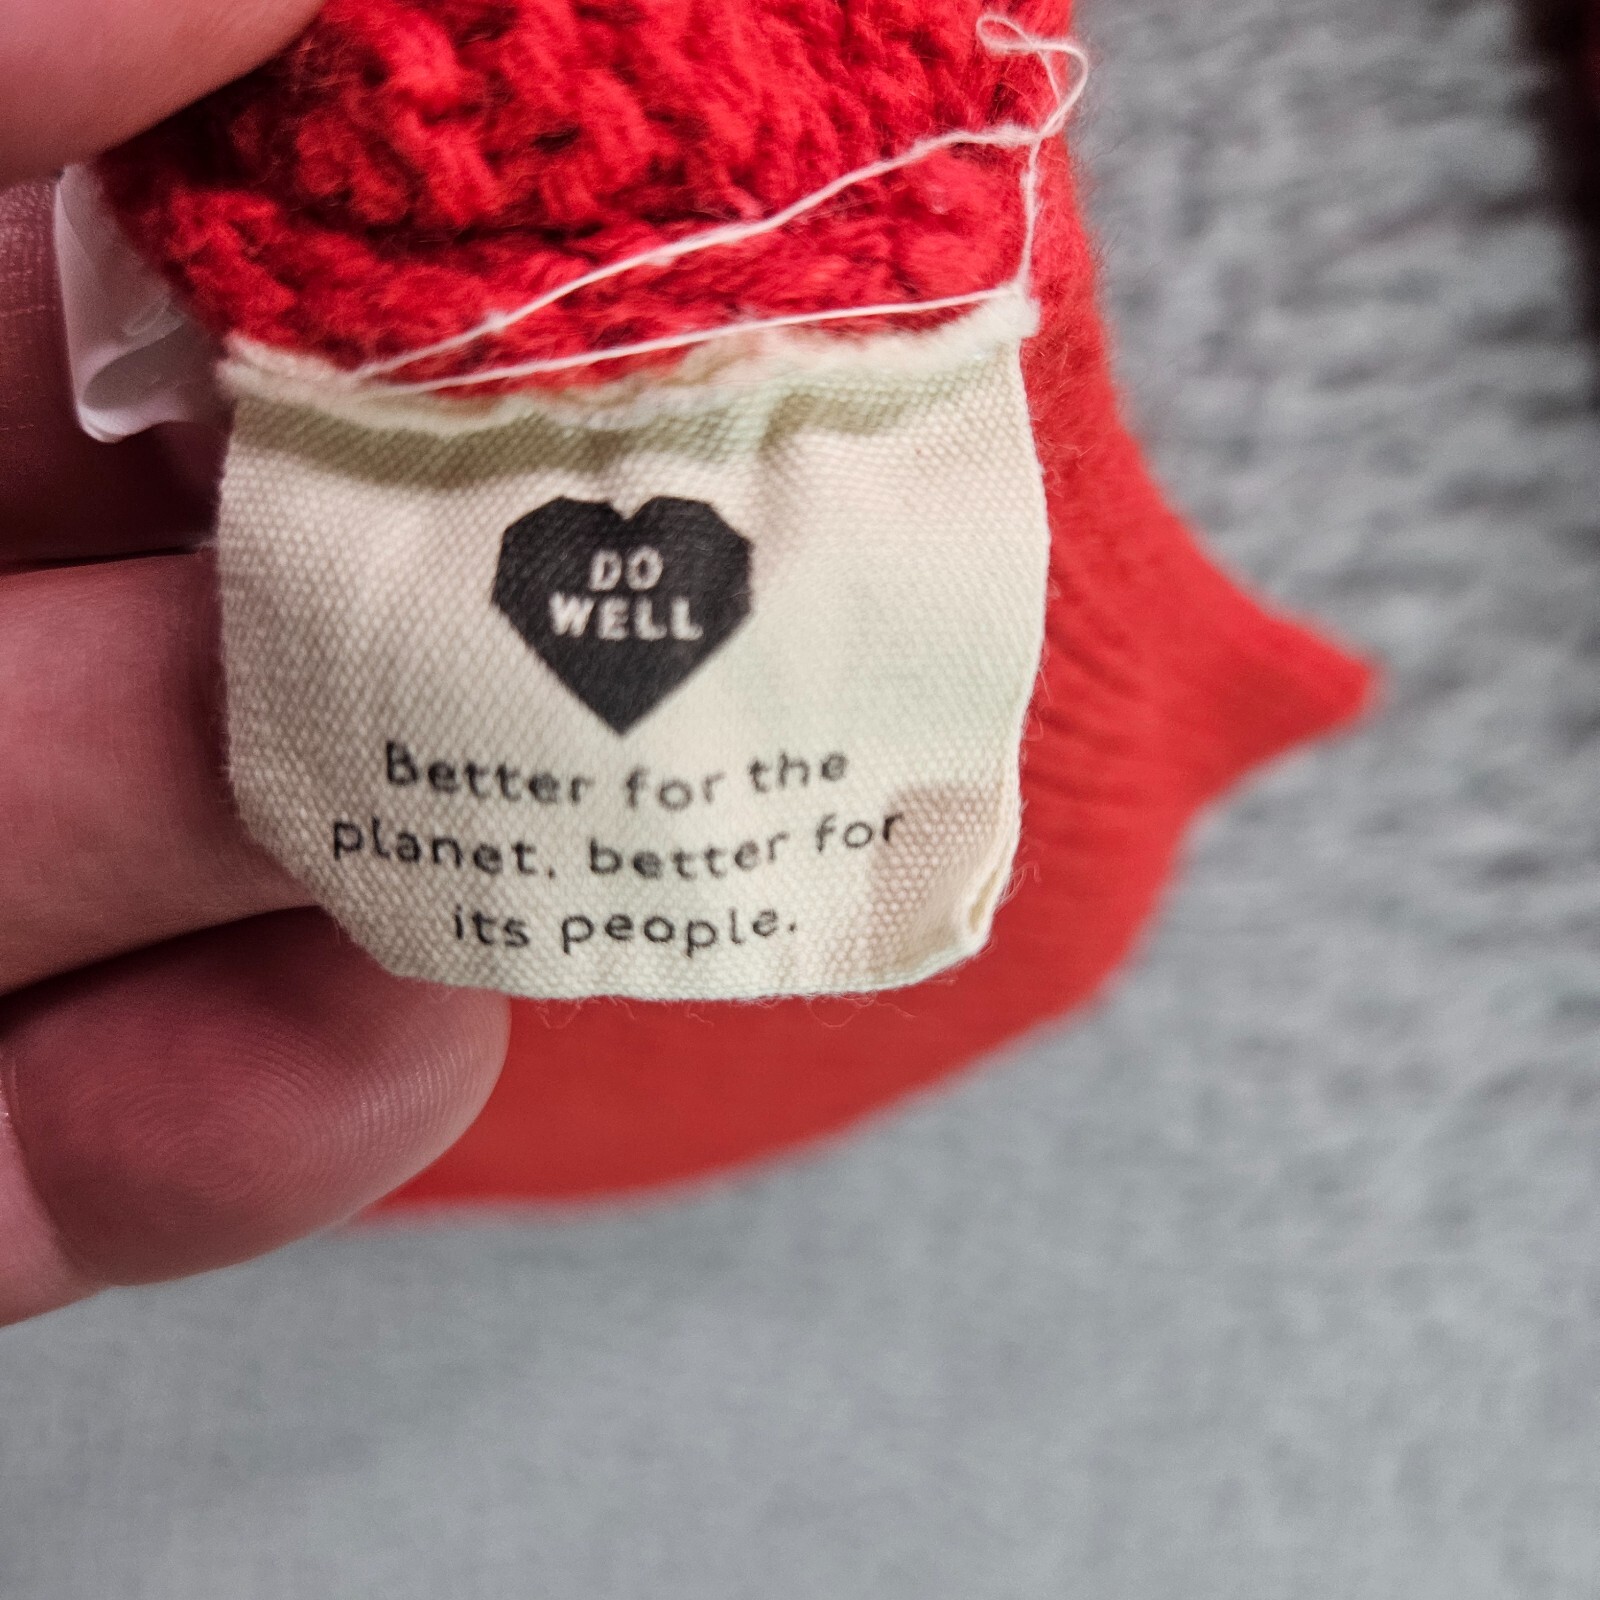 DO
WELL
Better for the
planet, better for
its people.